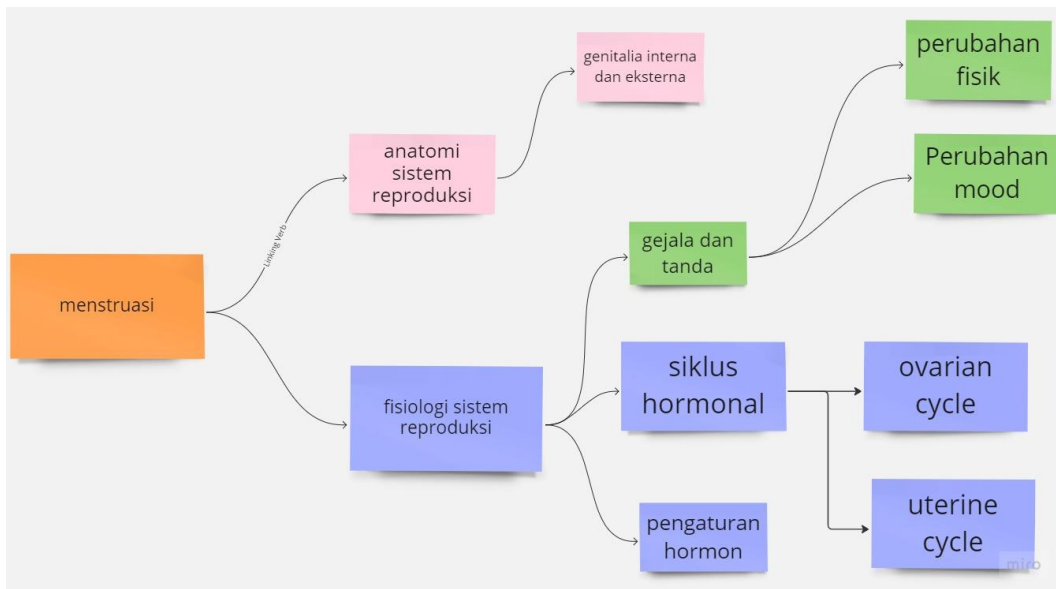 menstruasi
Linking Verb
anatomi
sistem
reproduksi
genitalia interna
dan eksterna
fisiologi sistem
reproduksi
gejala dan
tanda
perubahan
fisik
Perubahan
mood
siklus
hormonal
ovarian
cycle
uterine
cycle
pengaturan
hormon
miro